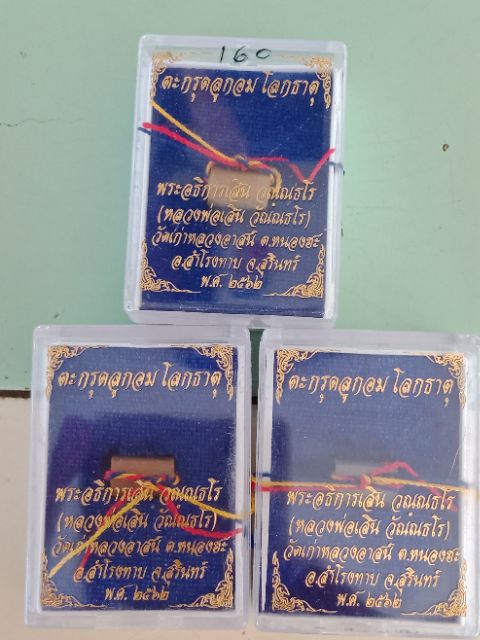 160
ตะกรุดลูกอม โลกธาตุ
พระอธิการเสิน วณฺณธโร
(หลวงพ่อเสิน วัณณธโร)
วัดเก่าหลวงอาสน์ ต.หนองฮะ
อ.สำโรงทาบ จ.สุรินทร์
พ.ศ. ๒๕๖๒
ตะกรุดลูกอม โลกธาตุ
พระอธิการเสิน วณฺณธโร
(หลวงพ่อเสิน วัณณธโร)
วัดเก่าหลวงอาสน์ ต.หนองฮะ
อ.สำโรงทาบ จ.สุรินทร์
พ.ศ. ๒๕๖๒
ตะกรุดลูกอม โลกธาตุ
พระอธิการเสิน วณฺณธโร
(หลวงพ่อเสิน วัณณธโร)
วัดเก่าหลวงอาสน์ ต.หนองฮะ
อ.สำโรงทาบ จ.สุรินทร์
พ.ศ. ๒๕๖๒